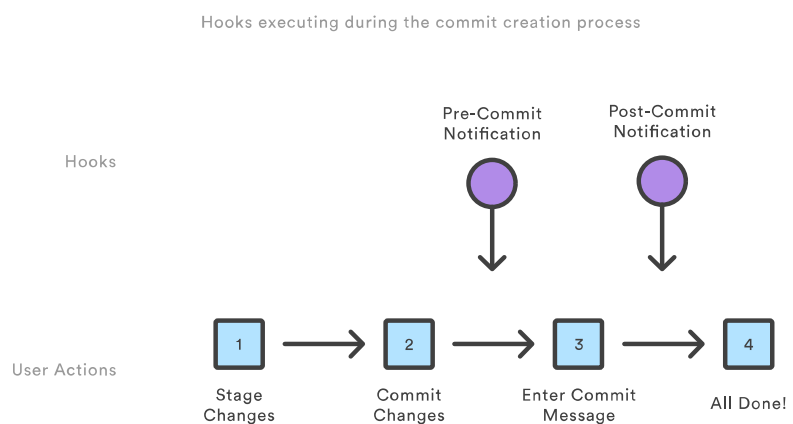 Hooks executing during the commit creation process
Pre-Commit
Notification
Post-Commit
Notification
Hooks
1
2
3
4
User Actions
Stage
Changes
Commit
Changes
Enter Commit
Message
All Done!